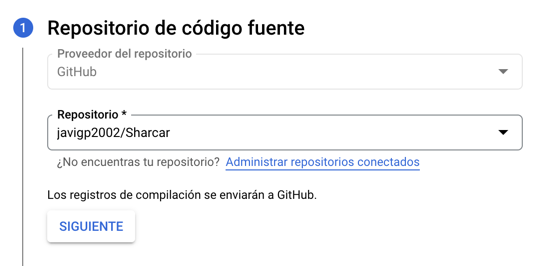 1 Repositorio de código fuente
Proveedor del repositorio
GitHub
Repositorio *
javigp2002/Sharcar
¿No encuentras tu repositorio? Administrar repositorios conectados
Los registros de compilación se enviarán a GitHub.
SIGUIENTE